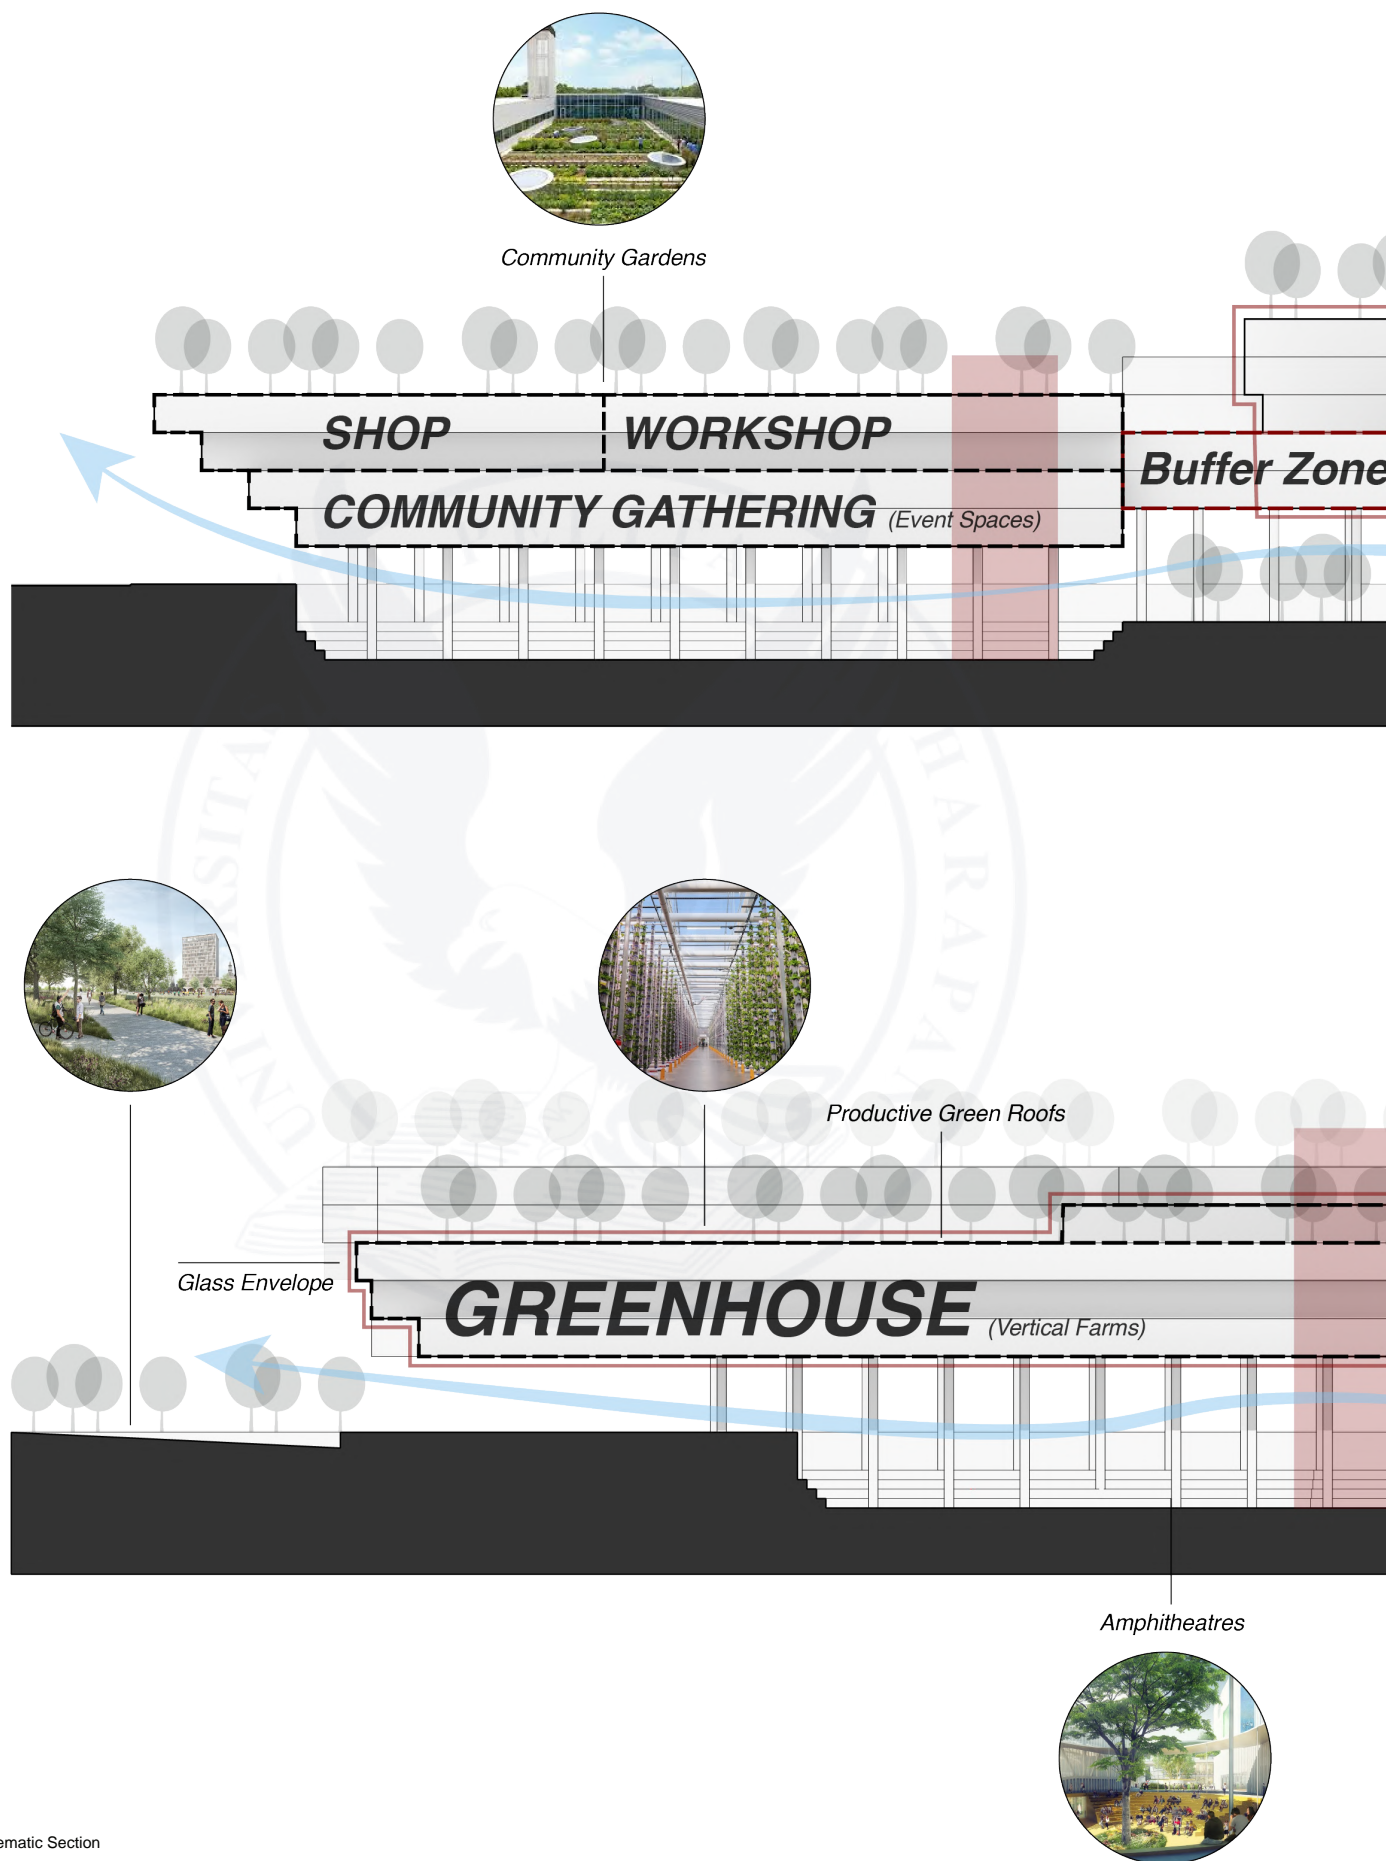 Community Gardens
SHOP
WORKSHOP
Buffer Zone
COMMUNITY GATHERING (Event Spaces)
Productive Green Roofs
Glass Envelope
GREENHOUSE (Vertical Farms)
Amphitheatres
ematic Section